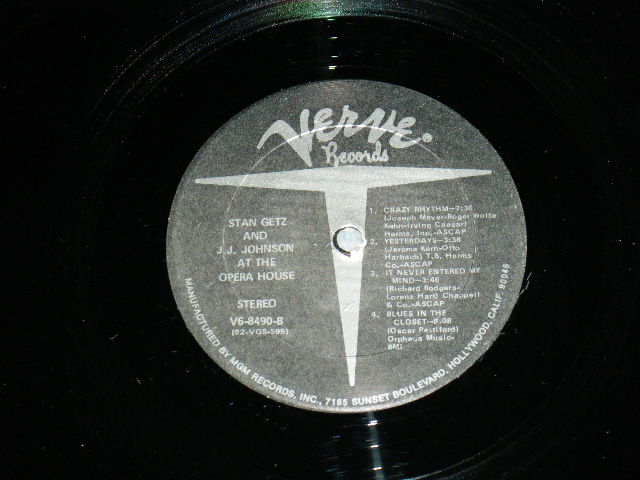 Verve®
Records
STAN GETZ
AND
J.J. JOHNSON
AT THE
OPERA HOUSE
STEREO
V6-8490-B
(62-VGS-595)
1. CRAZY RHYTHM—7:36
(Joseph Meyer-Roger Wolfe
Kahn-Irving Caesar)
Harms, Inc.-ASCAP
2. YESTERDAYS—3:38
(Jerome Kern-Otto
Harbach) T.B. Harms
Co.-ASCAP
3. IT NEVER ENTERED MY
MIND—3:46
(Richard Rodgers-
Lorenz Hart) Chappell
& Co.-ASCAP
4. BLUES IN THE
CLOSET—8:08
(Oscar Pettiford)
Orpheus Music-
BMI
MANUFACTURED BY MGM RECORDS, INC., 7165 SUNSET BOULEVARD, HOLLYWOOD, CALIF. 90046